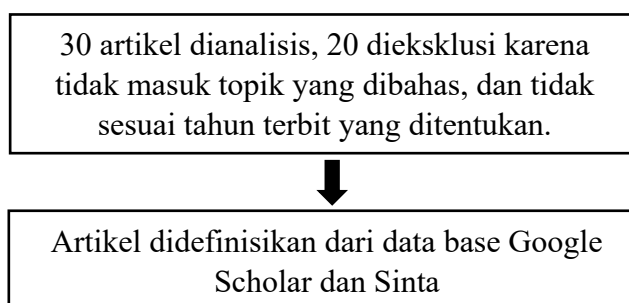 30 artikel dianalisis, 20 dieksklusi karena
tidak masuk topik yang dibahas, dan tidak
sesuai tahun terbit yang ditentukan.
Artikel didefinisikan dari data base Google
Scholar dan Sinta